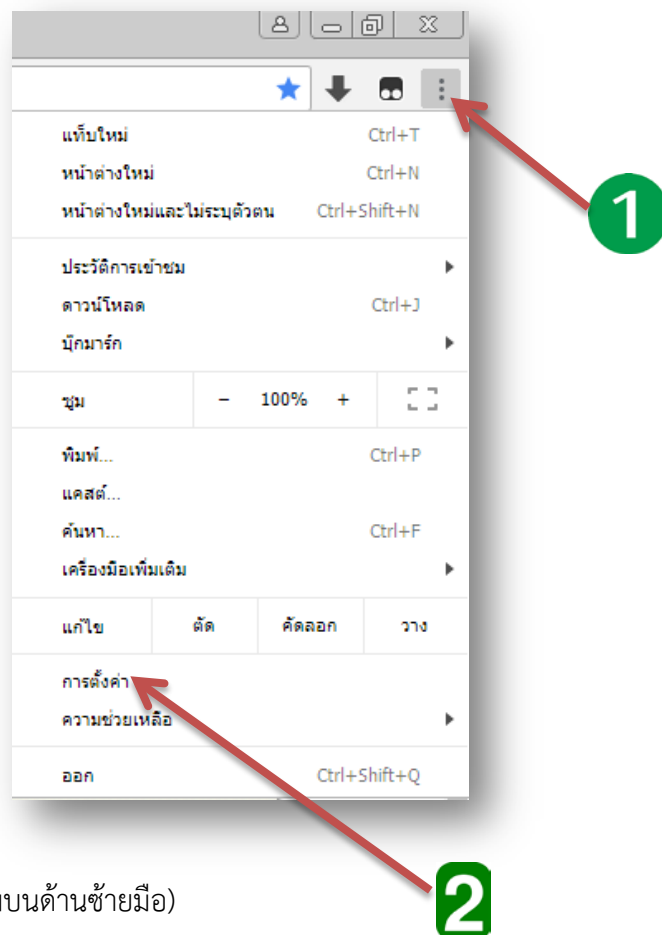 แท็บใหม่ Ctrl+T
หน้าต่างใหม่ Ctrl+N
หน้าต่างใหม่และไม่ระบุตัวตน Ctrl+Shift+N
1
ประวัติการเข้าชม
ดาวน์โหลด Ctrl+J
บุ๊กมาร์ก
ซูม - 100% +
พิมพ์... Ctrl+P
แคสต์...
ค้นหา... Ctrl+F
เครื่องมือเพิ่มเติม
แก้ไข ตัด คัดลอก วาง
การตั้งค่า
ความช่วยเหลือ
ออก Ctrl+Shift+Q
บนด้านซ้ายมือ)
2